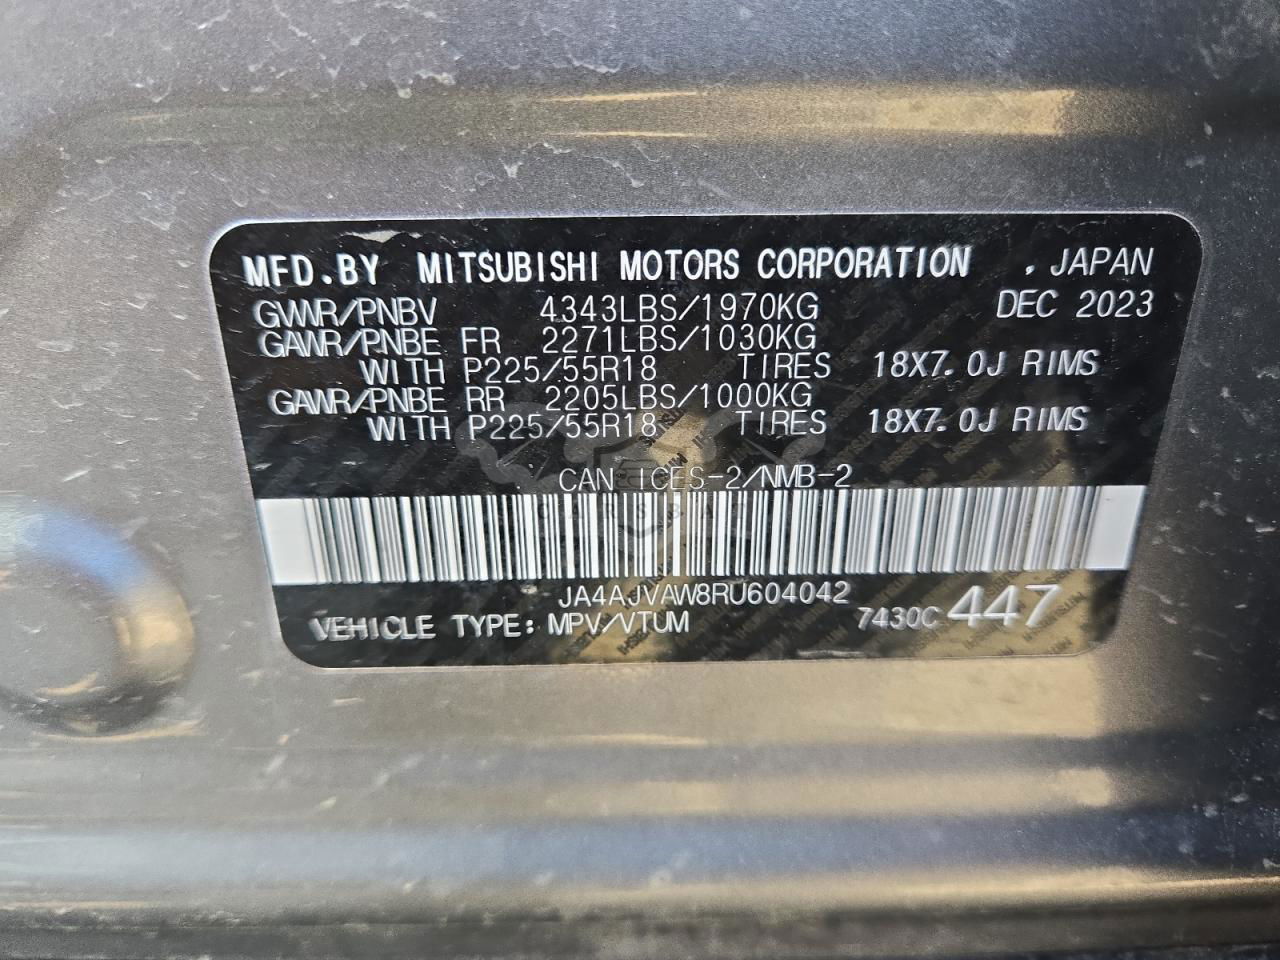 MFD.BY MITSUBISHI MOTORS CORPORATION , JAPAN
GVWR/PNBV 4343LBS/1970KG DEC 2023
GAWR/PNBE FR 2271LBS/1030KG
WITH P225/55R18 TIRES 18X7.0J RIMS
GAWR/PNBE RR 2205LBS/1000KG
WITH P225/55R18 TIRES 18X7.0J RIMS
CAN ICES-2/NMB-2
JA4AJVAW8RU604042
VEHICLE TYPE: MPV/VTUM 7430C 447